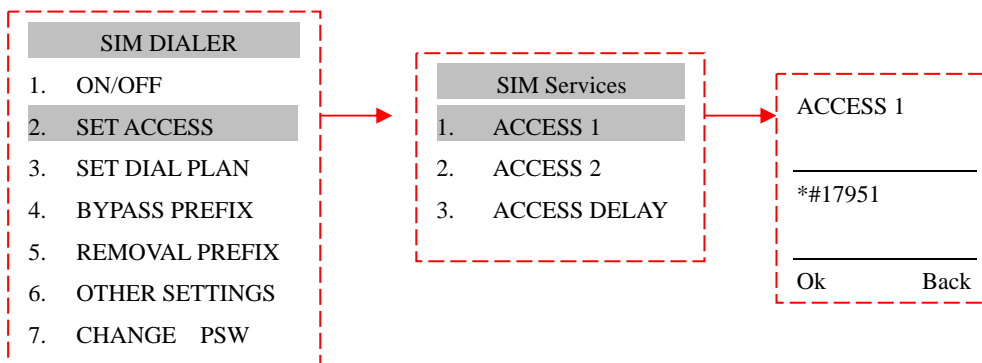 SIM DIALER
1. ON/OFF
2. SET ACCESS
3. SET DIAL PLAN
4. BYPASS PREFIX
5. REMOVAL PREFIX
6. OTHER SETTINGS
7. CHANGE PSW
SIM Services
1. ACCESS 1
2. ACCESS 2
3. ACCESS DELAY
ACCESS 1
*#17951
Ok Back